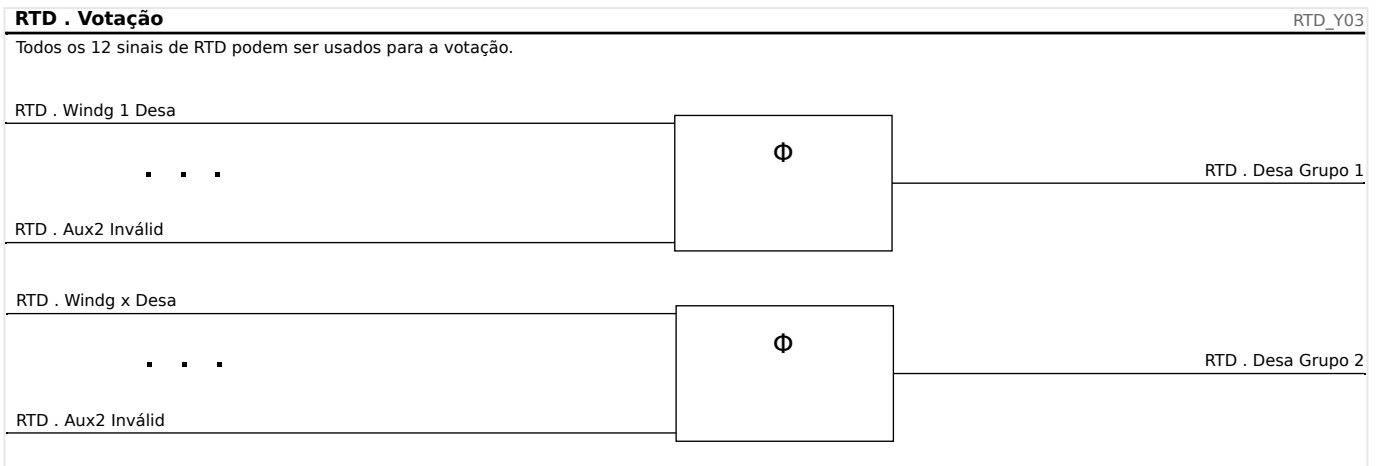 RTD . Votação
RTD_Y03
Todos os 12 sinais de RTD podem ser usados para a votação.
RTD . Windg 1 Desa
Φ
. . .
RTD . Desa Grupo 1
RTD . Aux2 Inválid
RTD . Windg x Desa
Φ
. . .
RTD . Desa Grupo 2
RTD . Aux2 Inválid